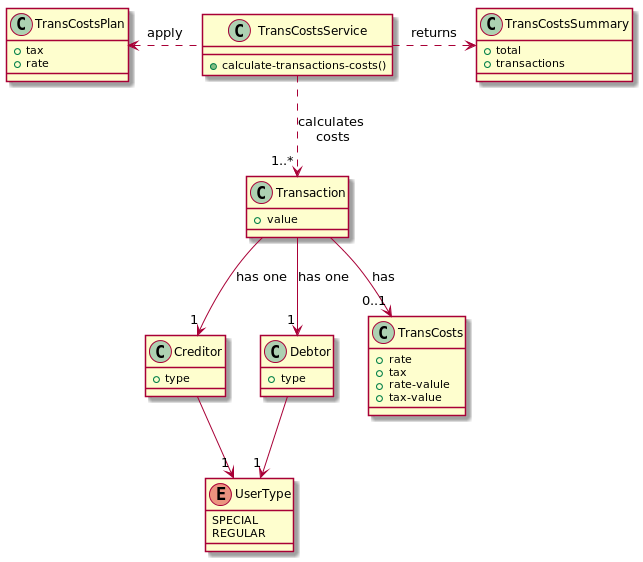 C TransCostsPlan
tax
rate
apply
C TransCostsService
calculate-transactions-costs()
returns
C TransCostsSummary
total
transactions
calculates
costs
1..*
C Transaction
value
has one
has one
has
1
1
0..1
C Creditor
type
C Debtor
type
C TransCosts
rate
tax
rate-valule
tax-value
1
1
E UserType
SPECIAL
REGULAR